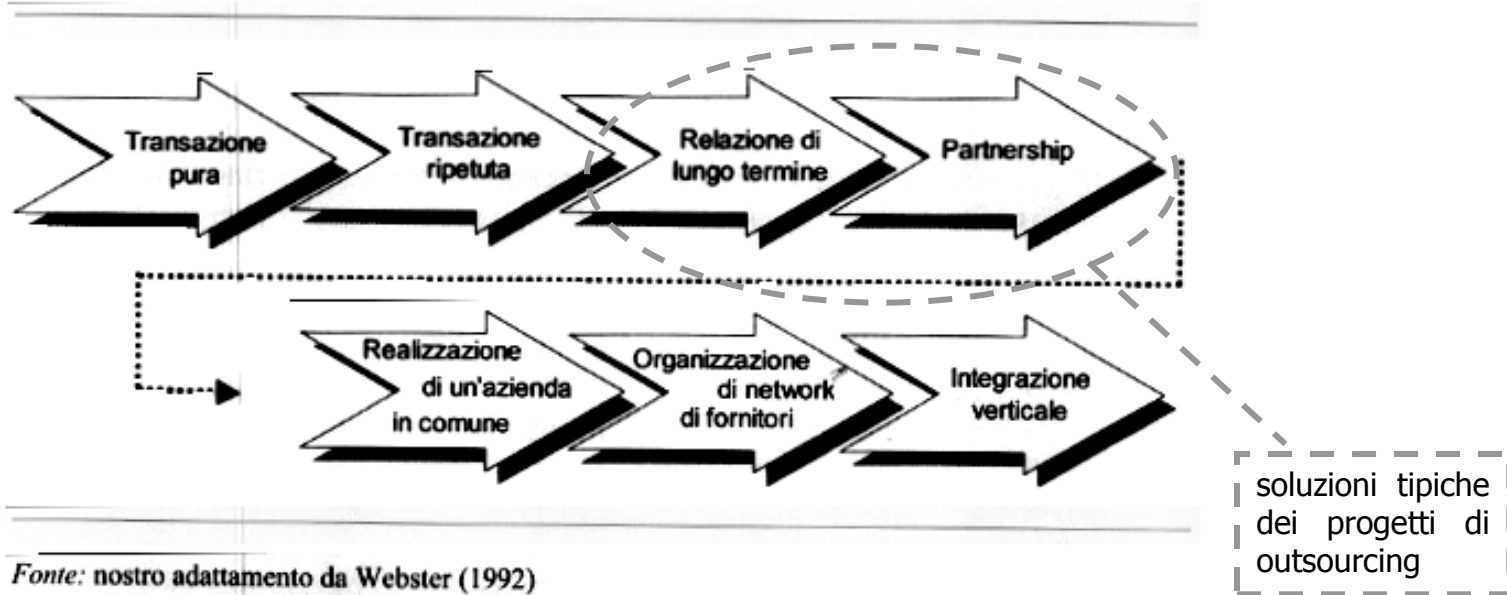 Transazione
pura
Transazione
ripetuta
Relazione di
lungo termine
Partnership
Realizzazione
di un'azienda
in comune
Organizzazione
di network
di fornitori
Integrazione
verticale
soluzioni tipiche
dei progetti di
outsourcing
Fonte: nostro adattamento da Webster (1992)